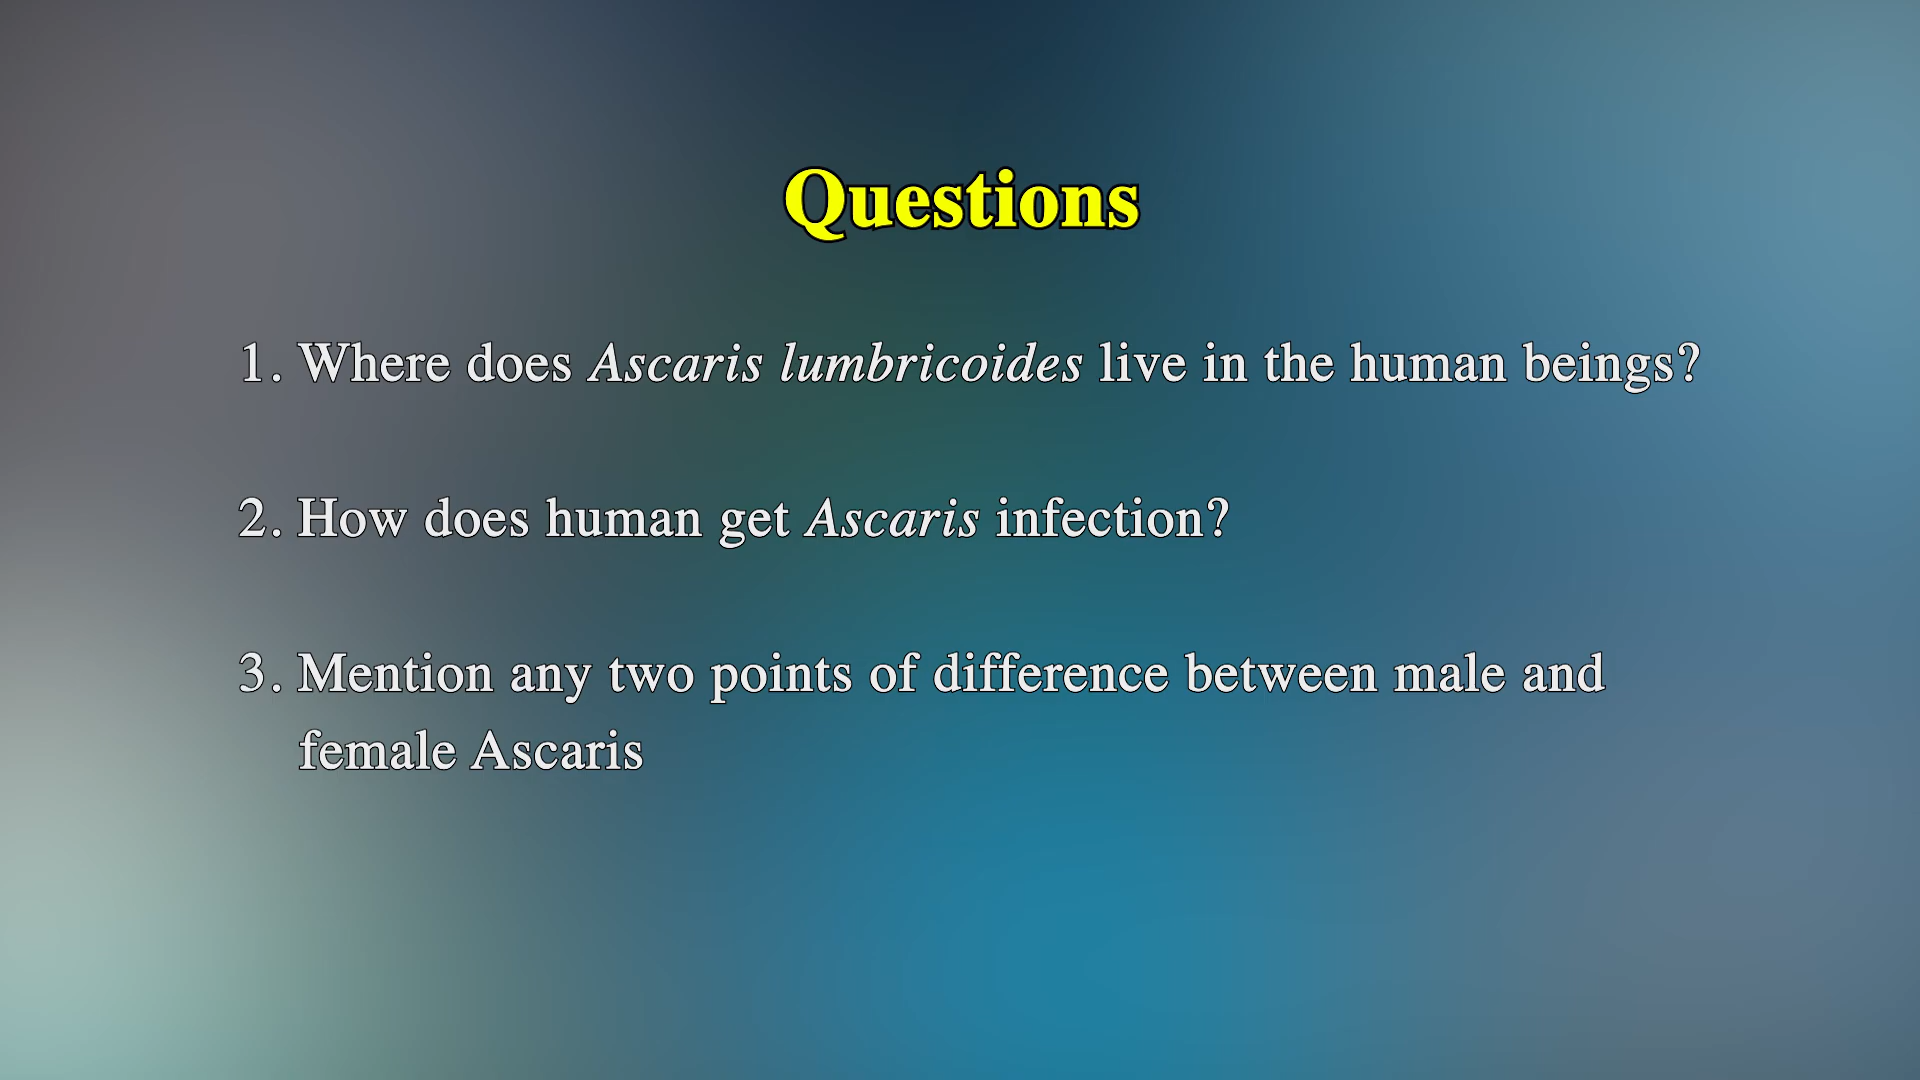 Questions
1. Where does Ascaris lumbricoides live in the human beings?
2. How does human get Ascaris infection?
3. Mention any two points of difference between male and
female Ascaris